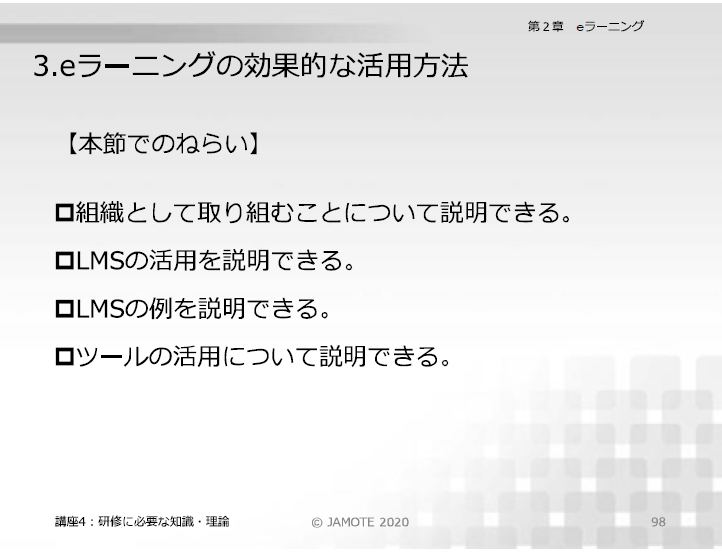 第２章　eラーニング
3.eラーニングの効果的な活用方法
【本節でのねらい】
組織として取り組むことについて説明できる。
LMSの活用を説明できる。
LMSの例を説明できる。
ツールの活用について説明できる。
講座4：研修に必要な知識・理論
© JAMOTE 2020
98